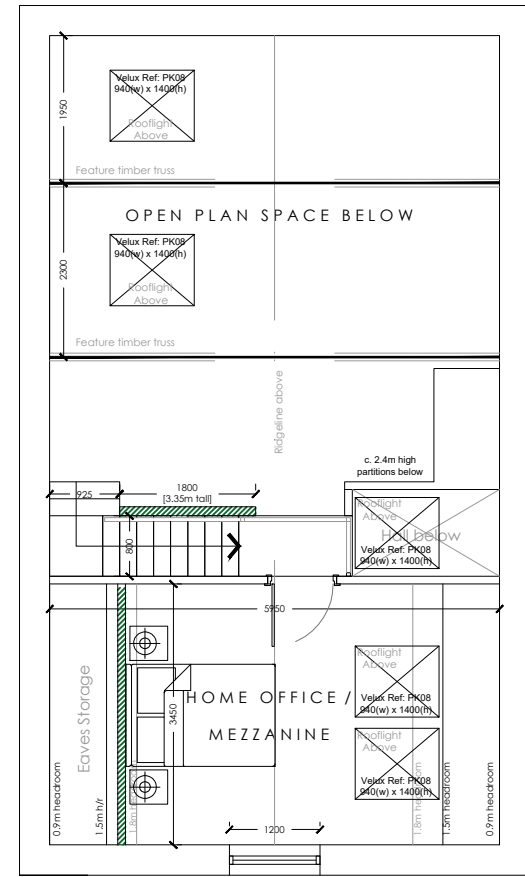 Velux Ref: PK08
940(w) x 1400(h)
Rooflight
Above
1950
Feature timber truss
OPEN PLAN SPACE BELOW
Velux Ref: PK08
940(w) x 1400(h)
Rooflight
Above
2300
Feature timber truss
Ridgeline above
c. 2.4m high
partitions below
925
1800
[3.35m tall]
800
Rooflight
Above
Hall below
Velux Ref: PK08
940(w) x 1400(h)
5950
Rooflight
Above
Velux Ref: PK08
940(w) x 1400(h)
Eaves Storage
3450
HOME OFFICE /
MEZZANINE
Rooflight
Above
Velux Ref: PK08
940(w) x 1400(h)
0.9m headroom
1.5m h/r
1.8m headroom
1200
1.8m headroom
1.5m headroom
0.9m headroom